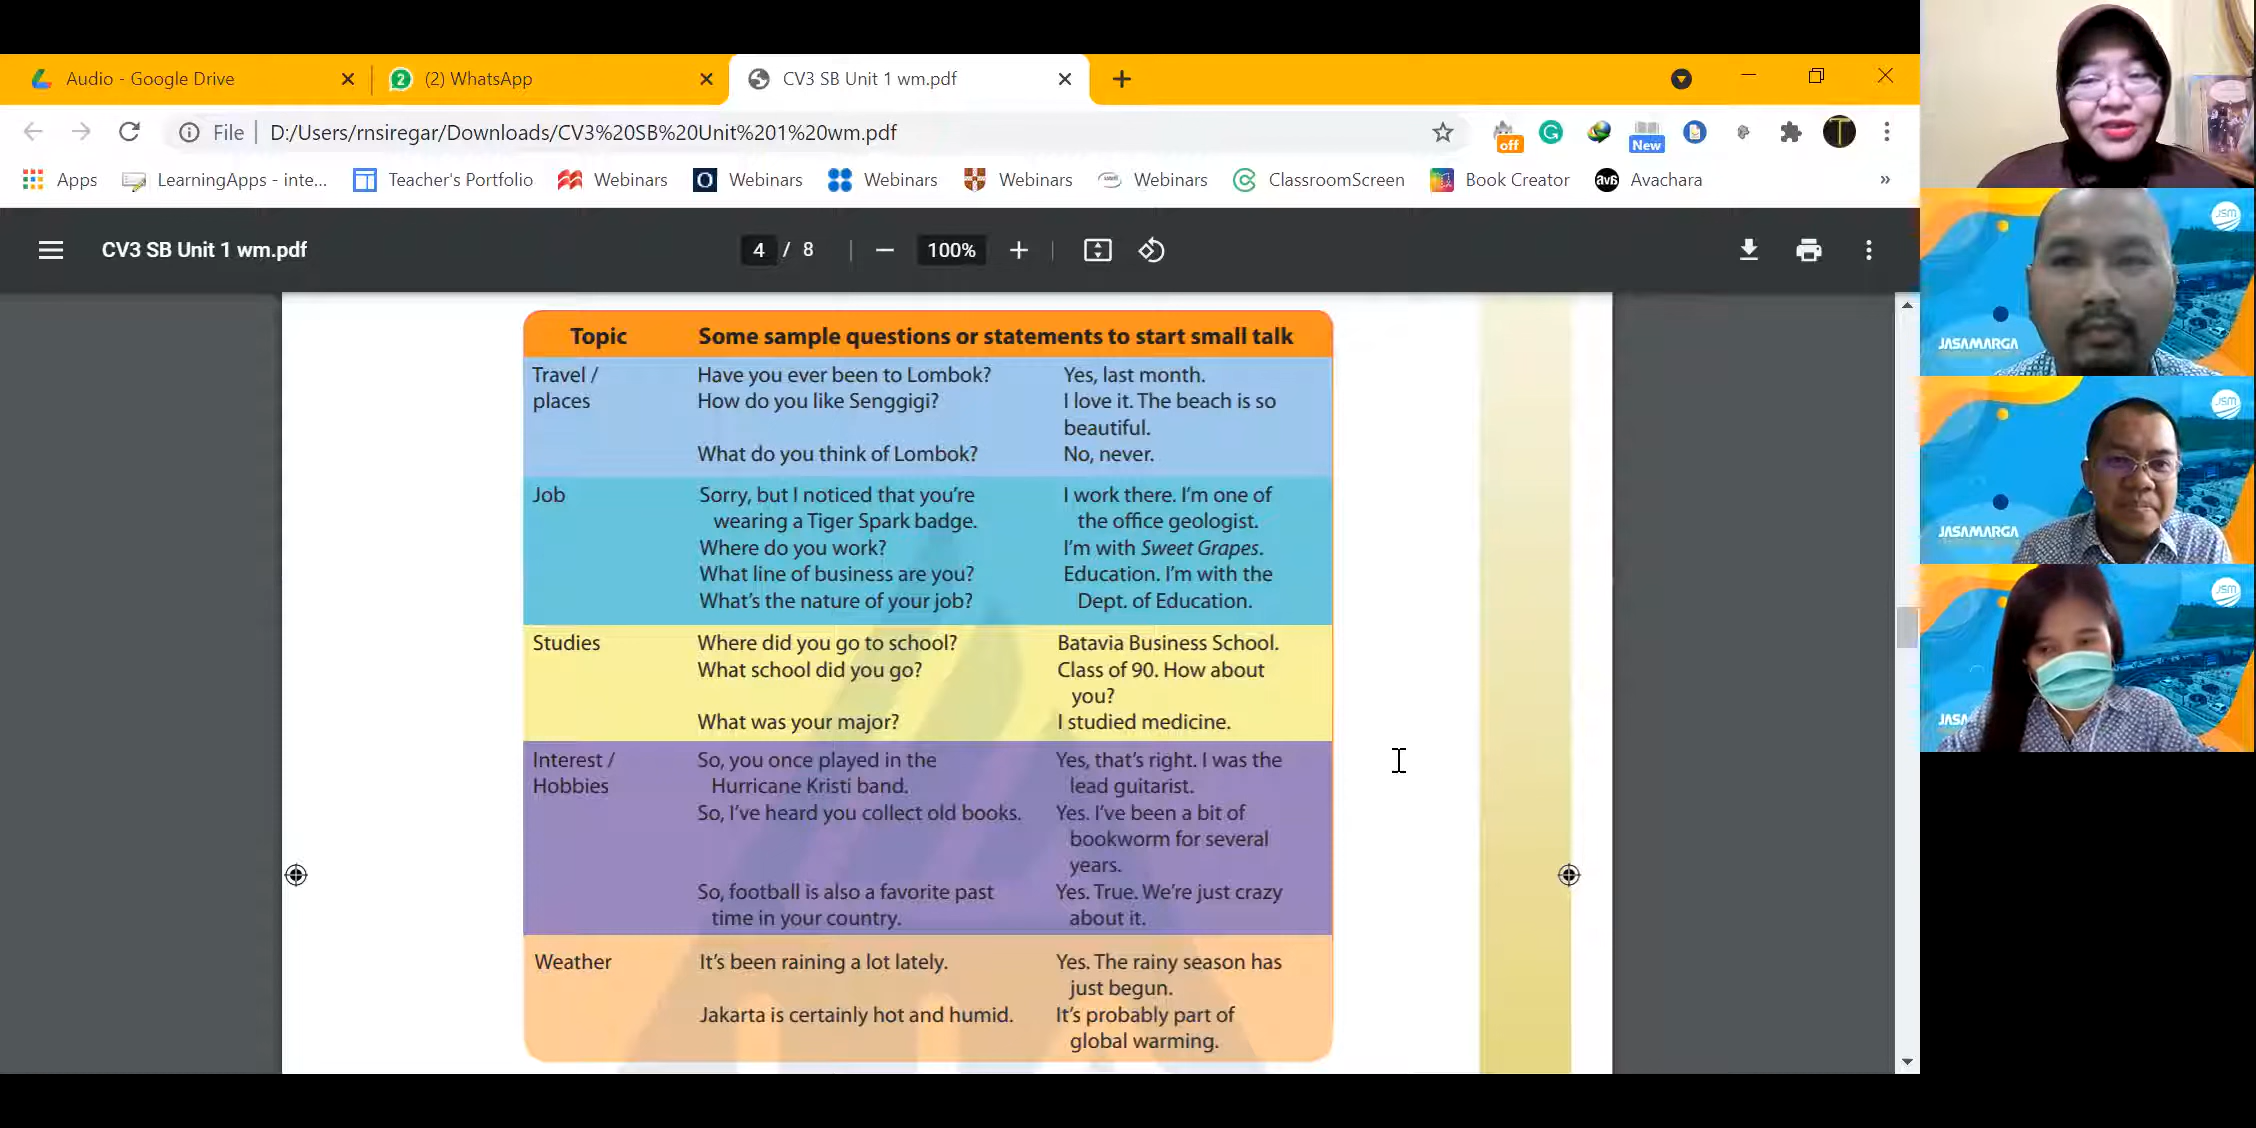 Audio - Google Drive
(2) WhatsApp
CV3 SB Unit 1 wm.pdf
File
D:/Users/rnsiregar/Downloads/CV3%20SB%20Unit%201%20wm.pdf
off
New
T
Apps
LearningApps - inte...
Teacher's Portfolio
Webinars
Webinars
Webinars
Webinars
Webinars
ClassroomScreen
Book Creator
Avachara
»
CV3 SB Unit 1 wm.pdf
4 / 8
100%
Topic Some sample questions or statements to start small talk
Travel / Have you ever been to Lombok? Yes, last month.
places How do you like Senggigi? I love it. The beach is so
beautiful.
What do you think of Lombok? No, never.
Job Sorry, but I noticed that you're I work there. I'm one of
wearing a Tiger Spark badge. the office geologist.
Where do you work? I'm with Sweet Grapes.
What line of business are you? Education. I'm with the
What's the nature of your job? Dept. of Education.
Studies Where did you go to school? Batavia Business School.
What school did you go? Class of 90. How about
you?
What was your major? I studied medicine.
Interest / So, you once played in the Yes, that's right. I was the
Hobbies Hurricane Kristi band. lead guitarist.
So, I've heard you collect old books. Yes. I've been a bit of
bookworm for several
years.
So, football is also a favorite past Yes. True. We're just crazy
time in your country. about it.
Weather It's been raining a lot lately. Yes. The rainy season has
just begun.
Jakarta is certainly hot and humid. It's probably part of
global warming.
JSM
JASAMARGA
JSM
JASAMARGA
JSM
JASA